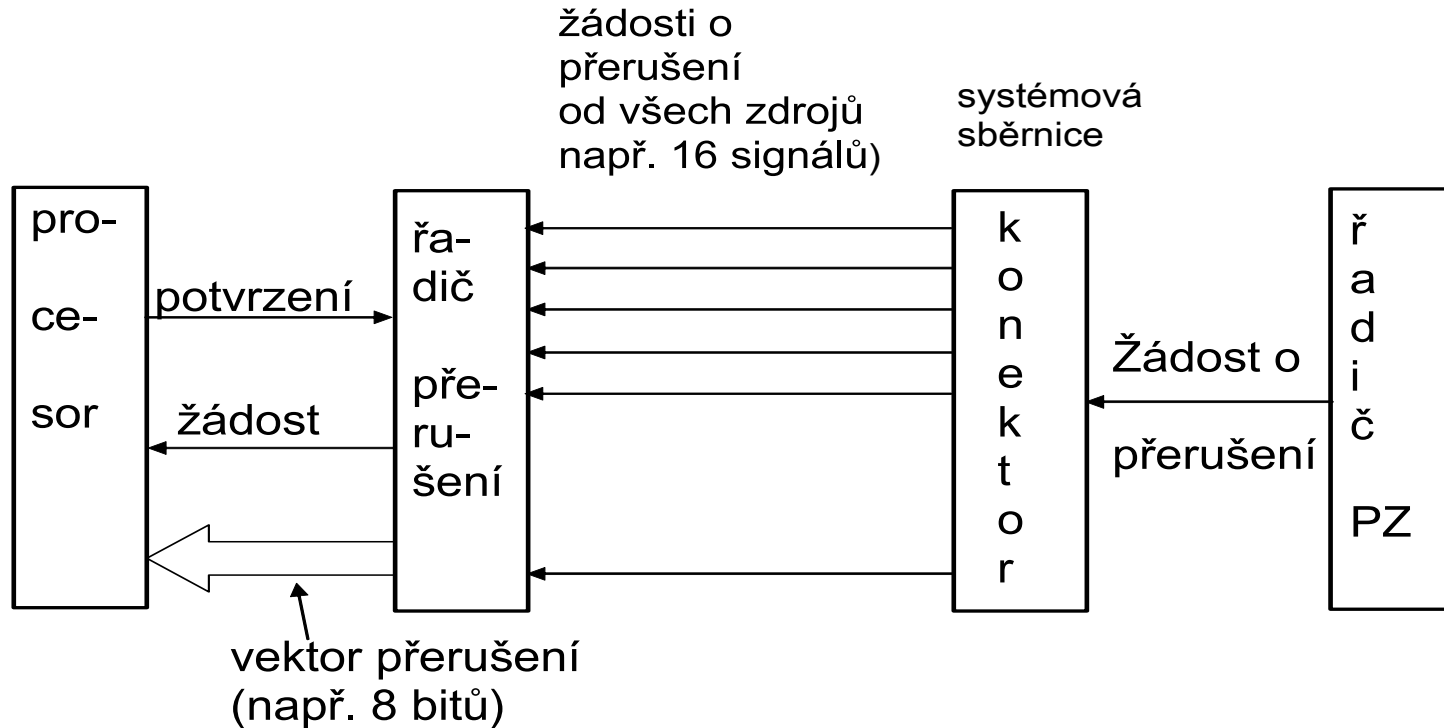 žádosti o
přerušení
od všech zdrojů
např. 16 signálů)
systémová
sběrnice
pro-
ce-
sor
potvrzení
žádost
řa-
dič
pře-
ru-
šení
vektor přerušení
(např. 8 bitů)
k
o
n
e
k
t
o
r
Žádost o
přerušení
ř
a
d
i
č
PZ